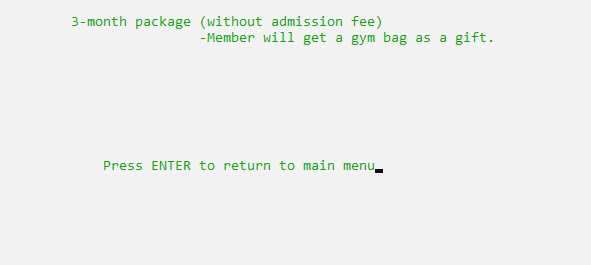 3-month package (without admission fee)
-Member will get a gym bag as a gift.
Press ENTER to return to main menu